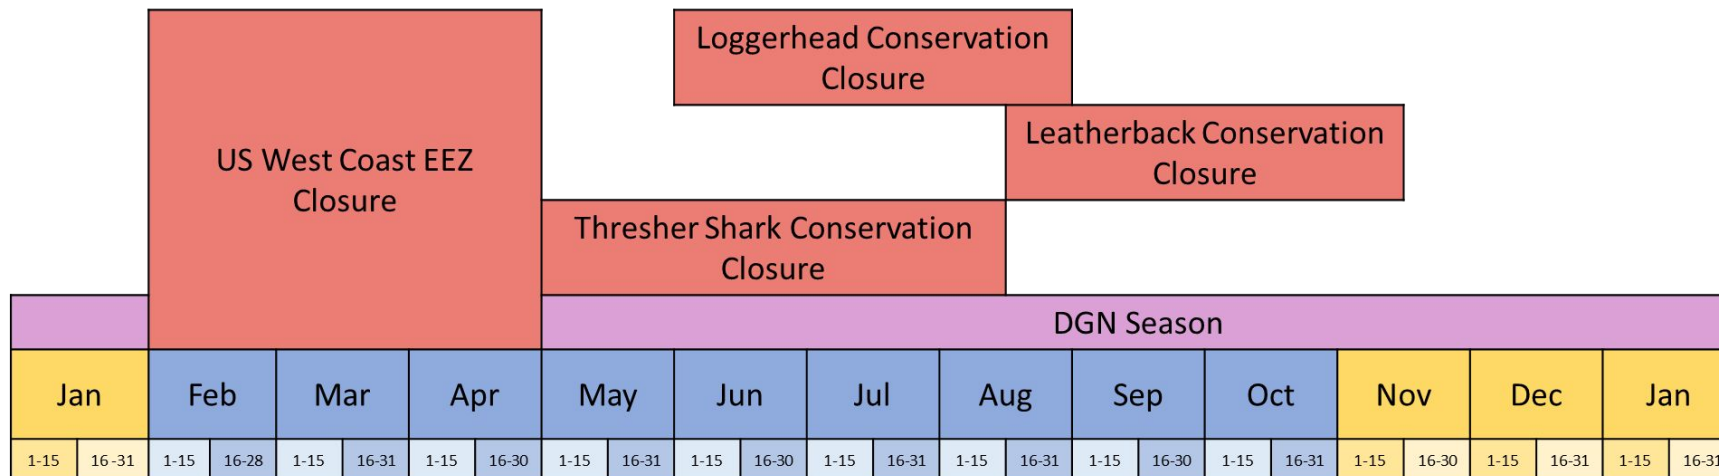 Loggerhead Conservation
Closure
Leatherback Conservation
Closure
US West Coast EEZ
Closure
Thresher Shark Conservation
Closure
DGN Season
Jan Feb Mar Apr May Jun Jul Aug Sep Oct Nov Dec Jan
1-15 16-31 1-15 16-28 1-15 16-31 1-15 16-30 1-15 16-31 1-15 16-30 1-15 16-31 1-15 16-31 1-15 16-30 1-15 16-31 1-15 16-30 1-15 16-31 1-15 16-31